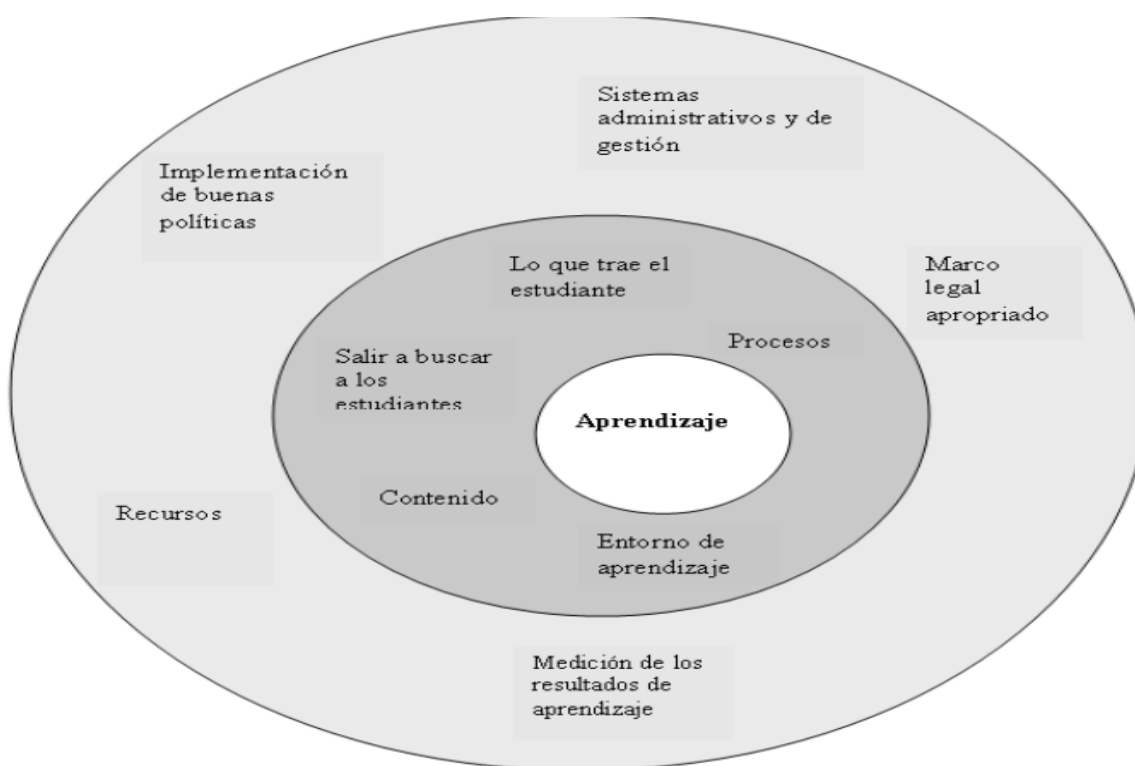 Sistemas
administrativos y de
gestión
Implementación
de buenas
políticas
Lo que trae el
estudiante
Marco
legal
apropiado
Procesos
Salir a buscar
a los
estudiantes
Aprendizaje
Contenido
Recursos
Entorno de
aprendizaje
Medición de los
resultados de
aprendizaje